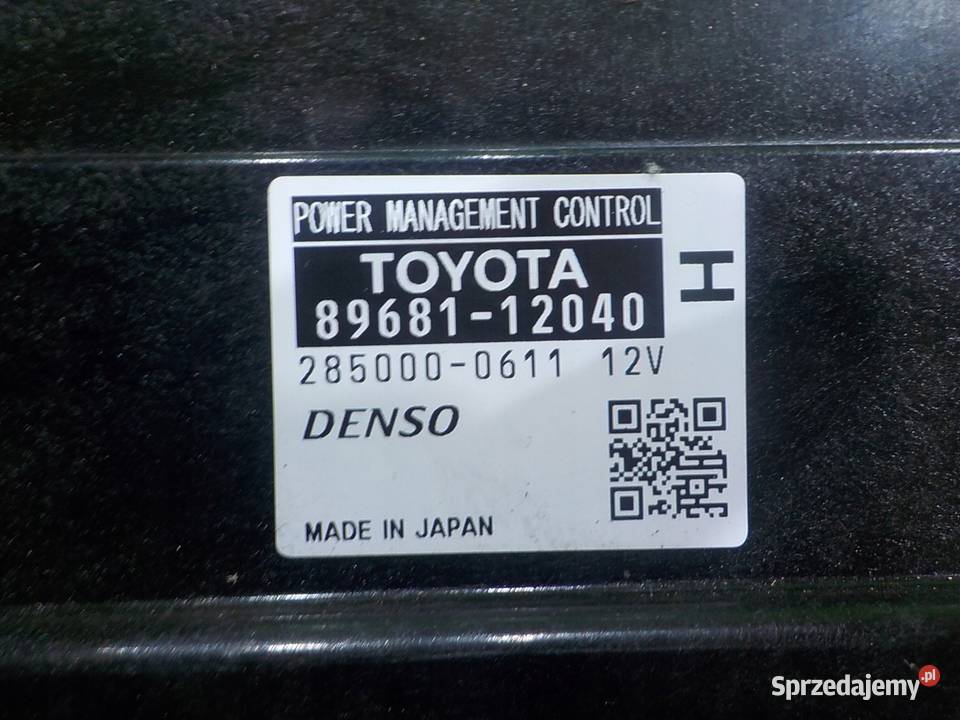 POWER MANAGEMENT CONTROL
TOYOTA
89681-12040
H
285000-0611 12V
DENSO
MADE IN JAPAN
Sprzedajemy.pl